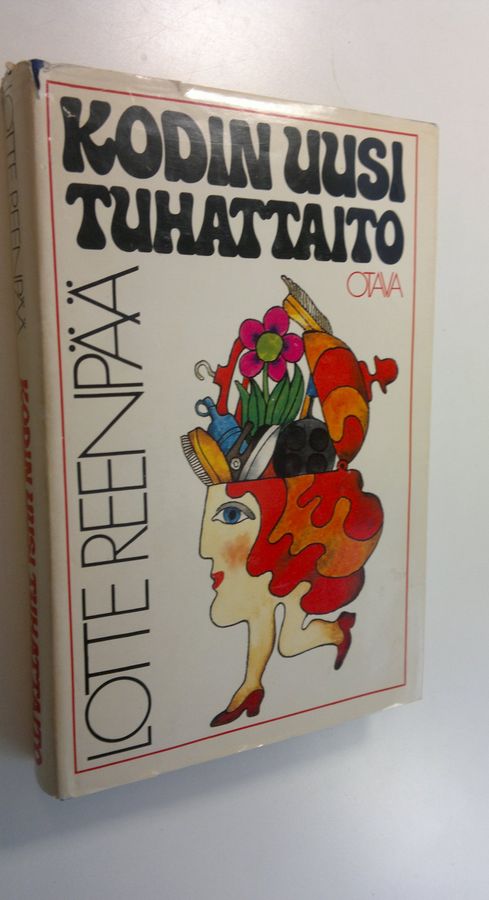 KODIN UUSI
TUHATTAITO
OTAVA
LOTTE REENPÄÄ
LOTTE REENPÄÄ
KODIN UUSI TUHATTAITO